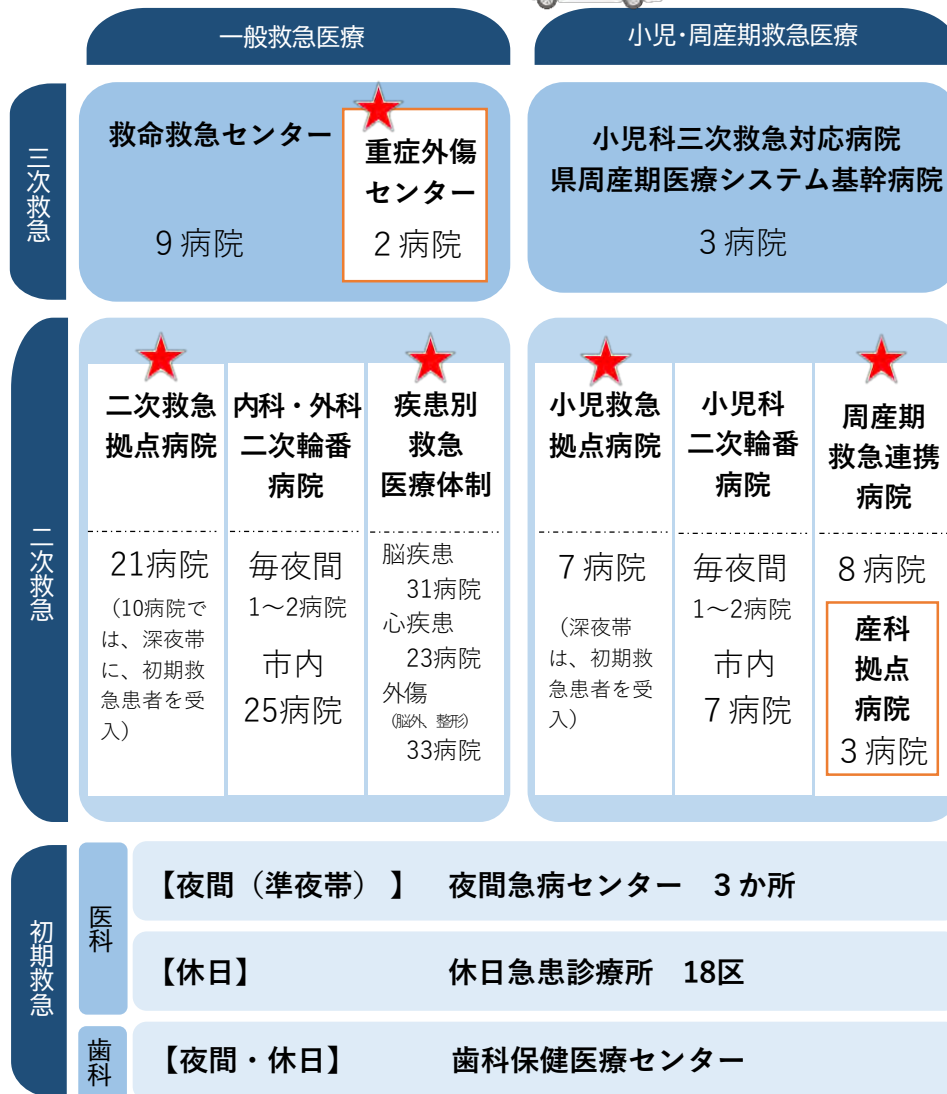 一般救急医療
小児・周産期救急医療
三次救急
救命救急センター
9病院
重症外傷
センター
2病院
小児科三次救急対応病院
県周産期医療システム基幹病院
3病院
二次救急
二次救急
拠点病院
21病院
（10病院で
は、深夜帯
に、初期救
急患者を受
入）
内科・外科
二次輪番
病院
毎夜間
1～2病院
市内
25病院
疾患別
救急
医療体制
脳疾患
31病院
心疾患
23病院
外傷
（脳外、整形）
33病院
小児救急
拠点病院
7病院
（深夜帯
は、初期救
急患者を受
入）
小児科
二次輪番
病院
毎夜間
1～2病院
市内
7病院
周産期
救急連携
病院
8病院
産科
拠点
病院
3病院
初期救急
医科
【夜間（準夜帯）】　夜間急病センター　3か所
【休日】　休日急患診療所　18区
歯科
【夜間・休日】　歯科保健医療センター